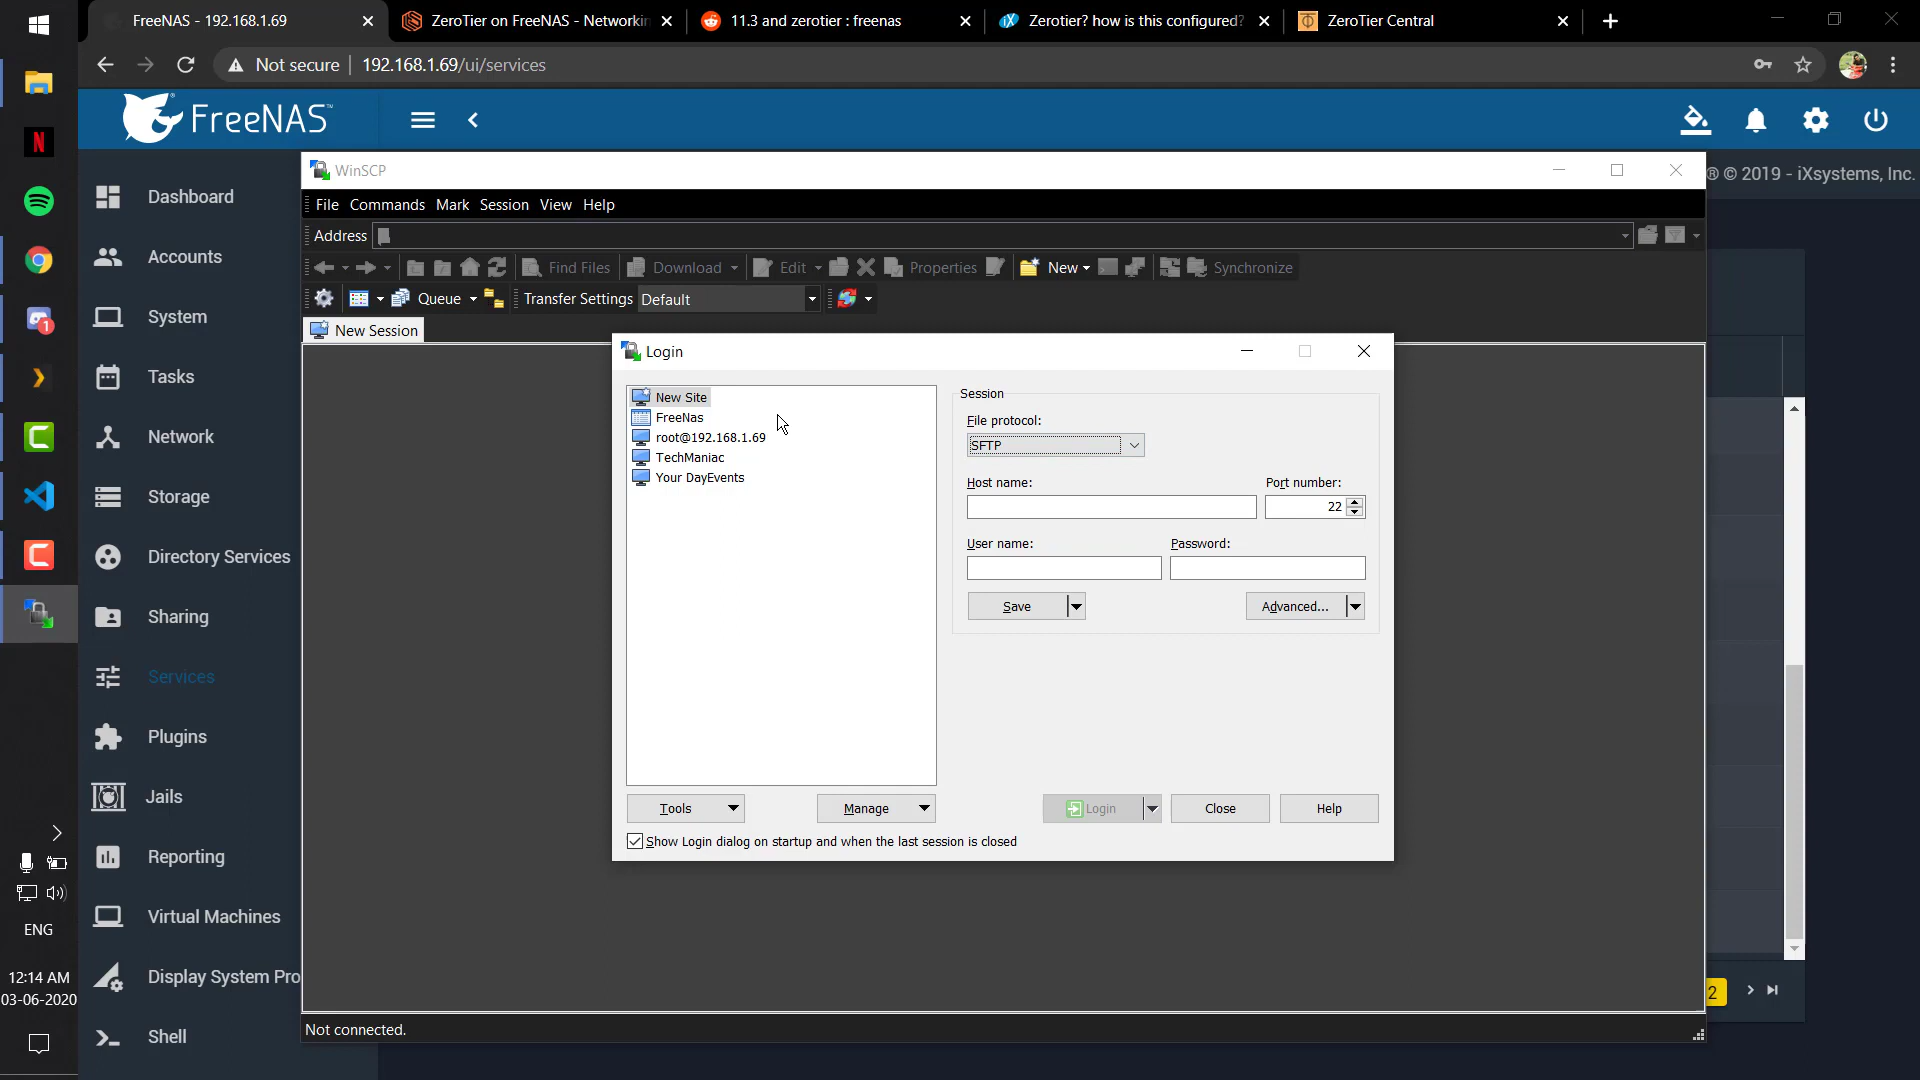 FreeNAS - 192.168.1.69
ZeroTier on FreeNAS - Networkin
11.3 and zerotier : freenas
Zerotier? how is this configured?
ZeroTier Central
Not secure
192.168.1.69/ui/services
FreeNAS
® © 2019 - iXsystems, Inc.
Dashboard
Accounts
System
Tasks
Network
Storage
Directory Services
Sharing
Services
Plugins
Jails
Reporting
Virtual Machines
Display System Pro
Shell
WinSCP
File Commands Mark Session View Help
Address
Find Files Download Edit Properties New Synchronize
Queue Transfer Settings Default
New Session
Login
New Site
FreeNas
root@192.168.1.69
TechManiac
Your DayEvents
Session
File protocol:
SFTP
Host name: Port number:
22
User name: Password:
Save Advanced...
Tools Manage Login Close Help
Show Login dialog on startup and when the last session is closed
Not connected.
2
1
ENG
12:14 AM
03-06-2020